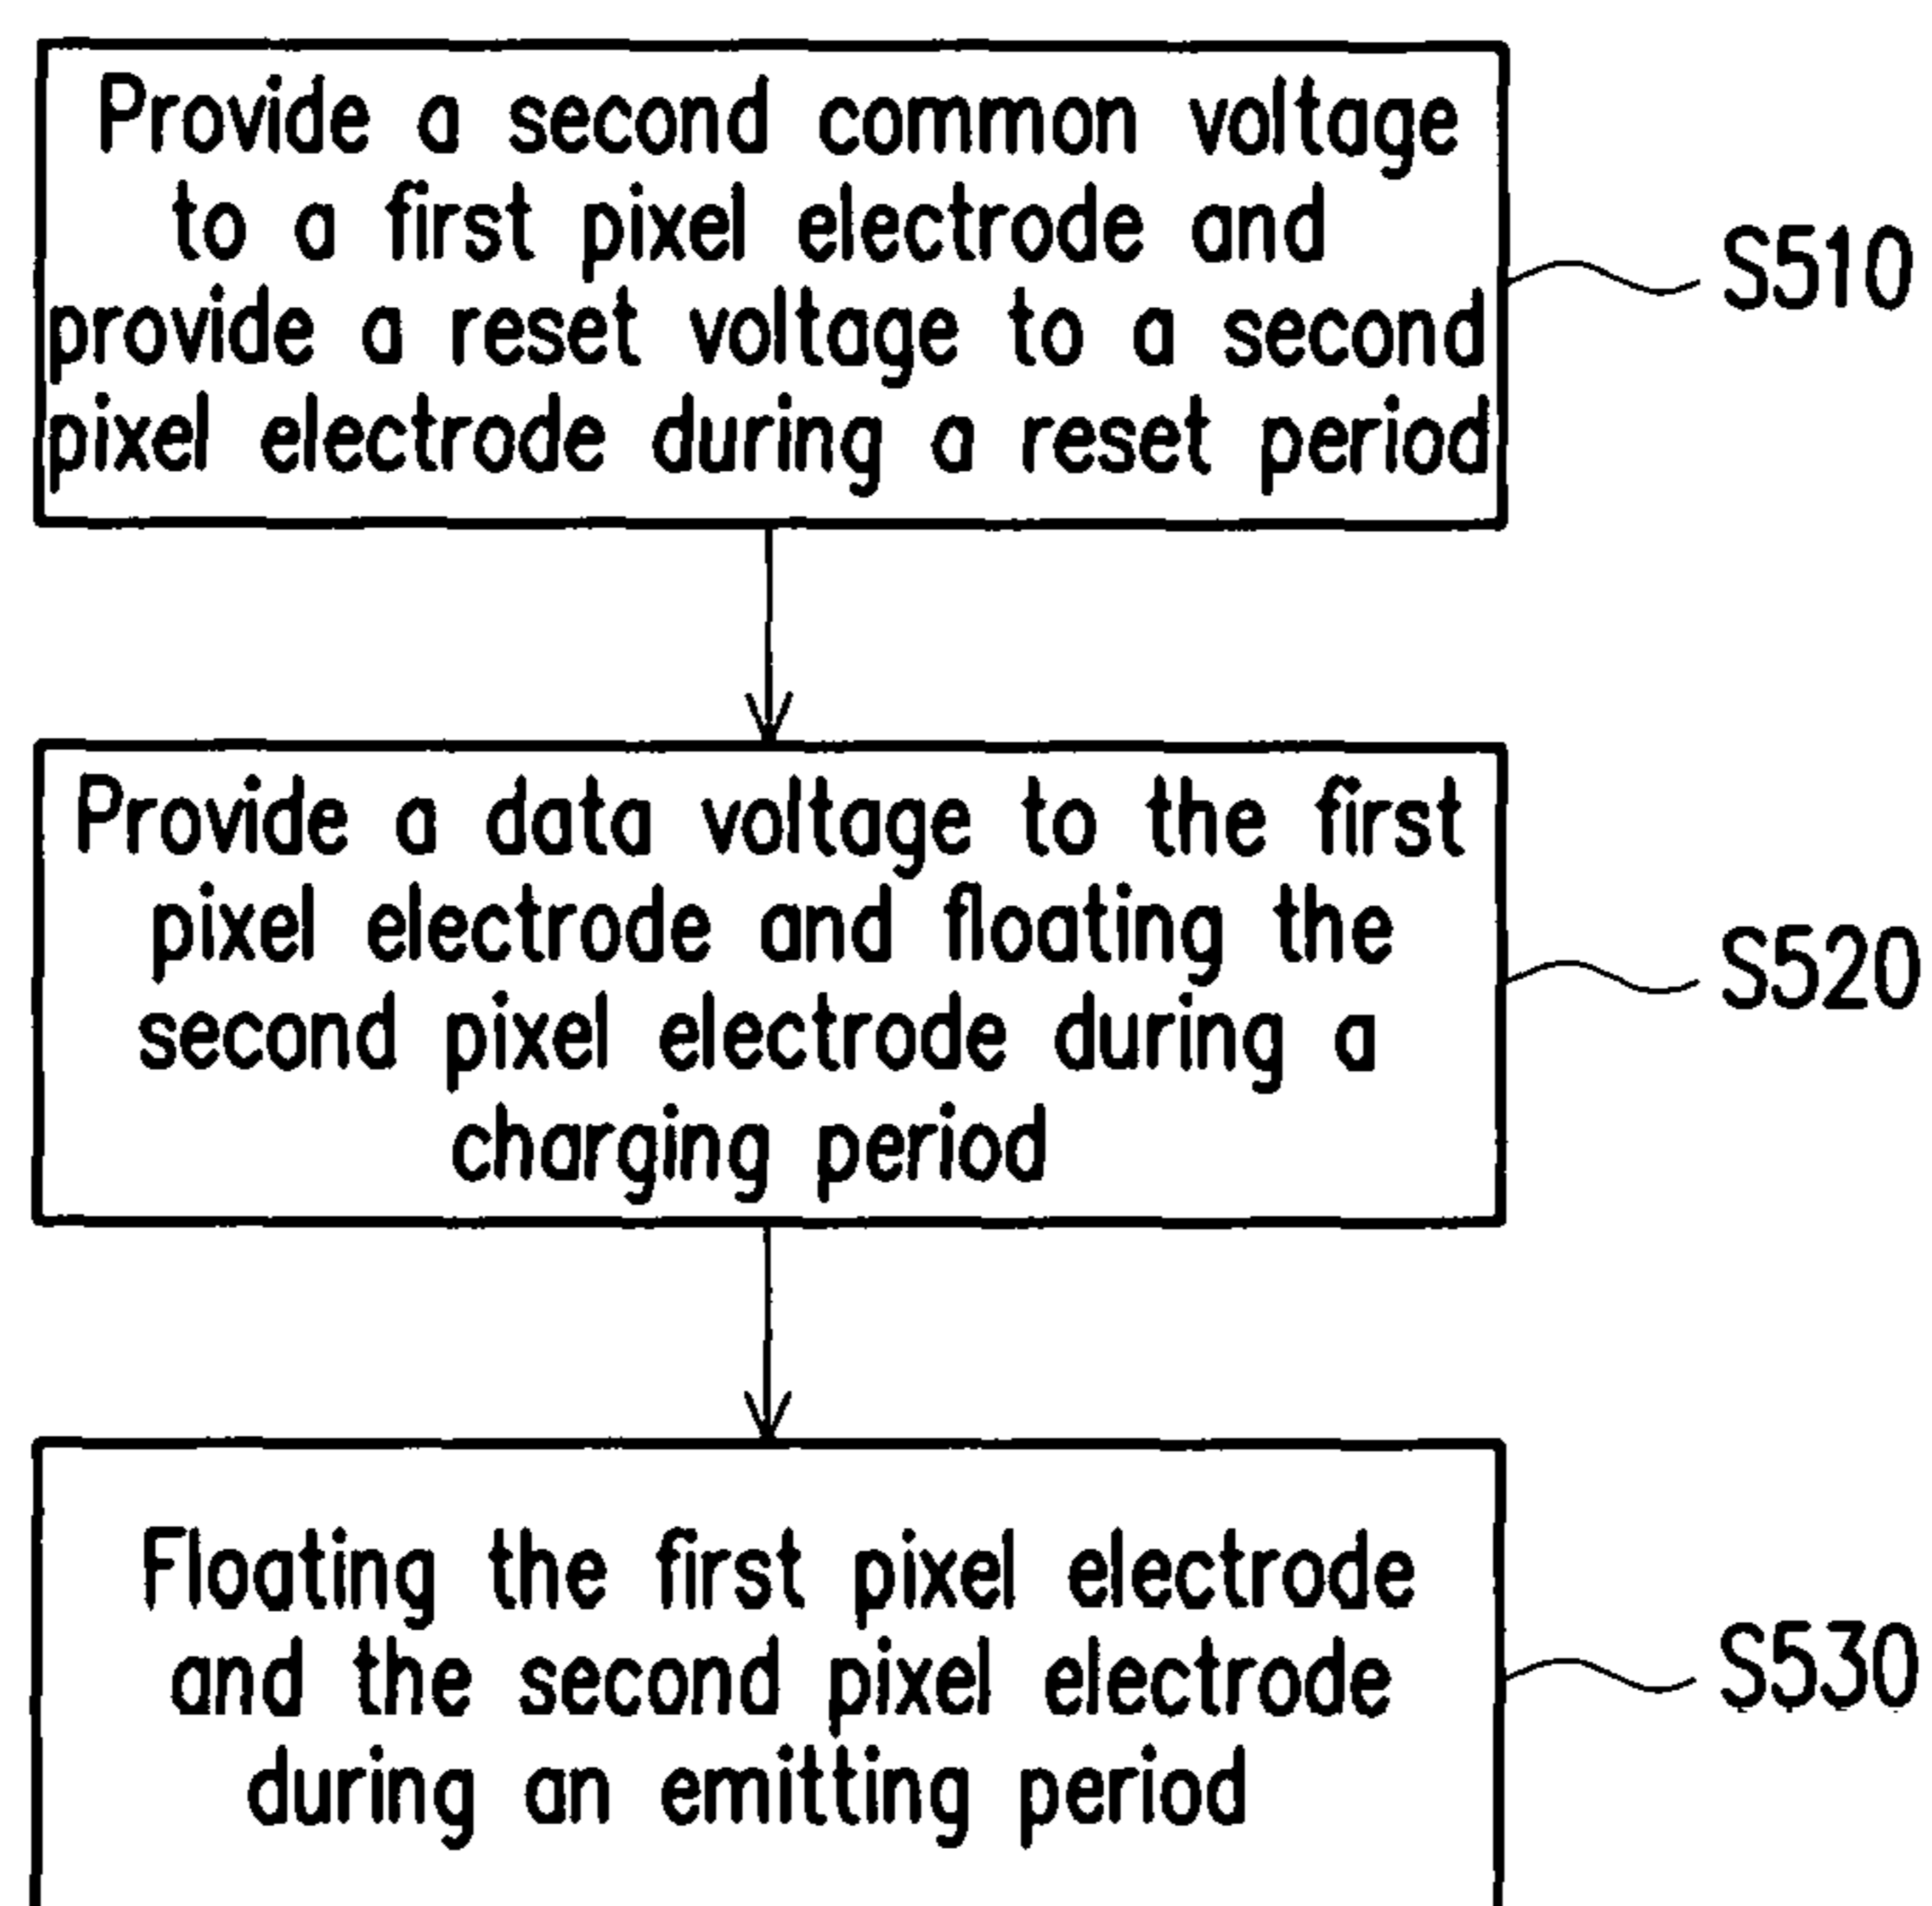 Provide a second common voltage
to a first pixel electrode and
provide a reset voltage to a second
pixel electrode during a reset period
S510
Provide a data voltage to the first
pixel electrode and floating the
second pixel electrode during a
charging period
S520
Floating the first pixel electrode
and the second pixel electrode
during an emitting period
S530